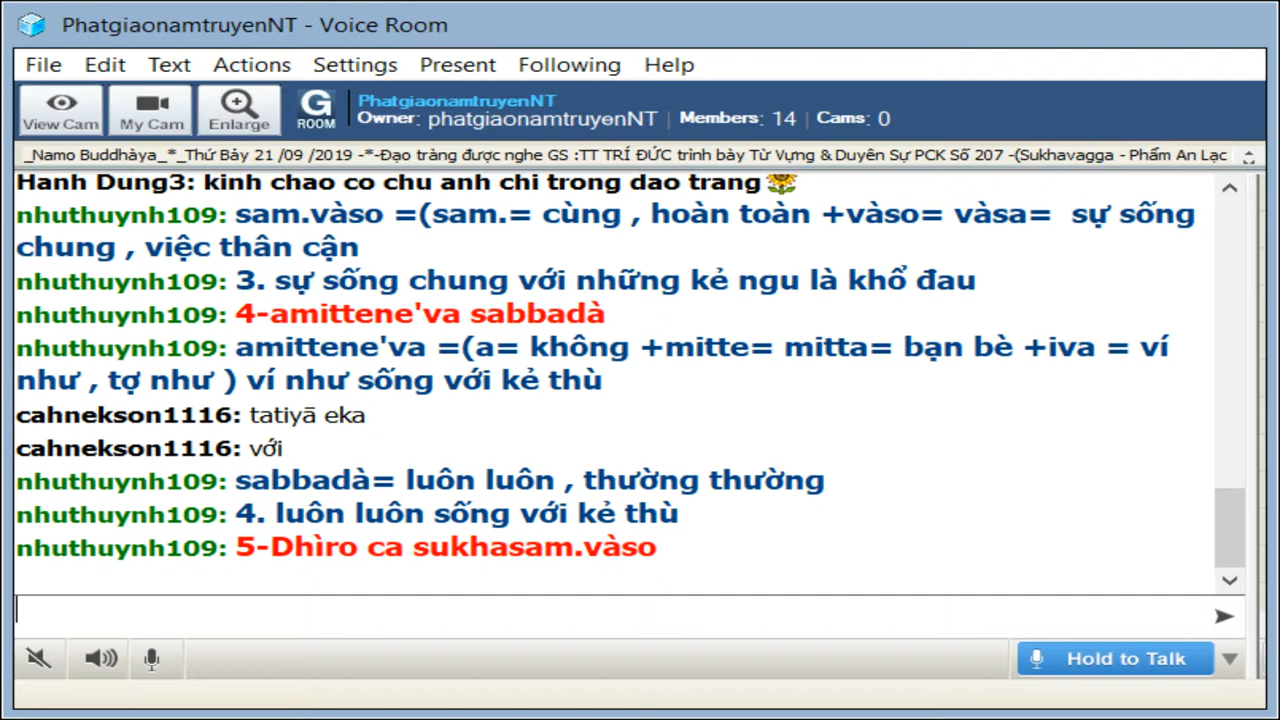 PhatgiaonamtruyenNT - Voice Room
File Edit Text Actions Settings Present Following Help
View Cam My Cam Enlarge G ROOM
PhatgiaonamtruyenNT
Owner: phatgiaonamtruyenNT | Members: 14 | Cams: 0
_Namo Buddhàya_*_Thứ Bảy 21 /09 /2019 -*-Đạo tràng được nghe GS :TT TRÍ ĐỨC trình bày Từ Vựng & Duyên Sự PCK Số 207 -(Sukhavagga - Phẩm An Lạc
Hanh Dung3: kinh chao co chu anh chi trong dao trang
nhuthuynh109: sam.vàso =(sam.= cùng , hoàn toàn +vàso= vàsa= sự sống
chung , việc thân cận
nhuthuynh109: 3. sự sống chung với những kẻ ngu là khổ đau
nhuthuynh109: 4-amittene'va sabbadà
nhuthuynh109: amittene'va =(a= không +mitte= mitta= bạn bè +iva = ví
như , tợ như ) ví như sống với kẻ thù
cahnekson1116: tatiyā eka
cahnekson1116: với
nhuthuynh109: sabbadà= luôn luôn , thường thường
nhuthuynh109: 4. luôn luôn sống với kẻ thù
nhuthuynh109: 5-Dhìro ca sukhasam.vàso
Hold to Talk